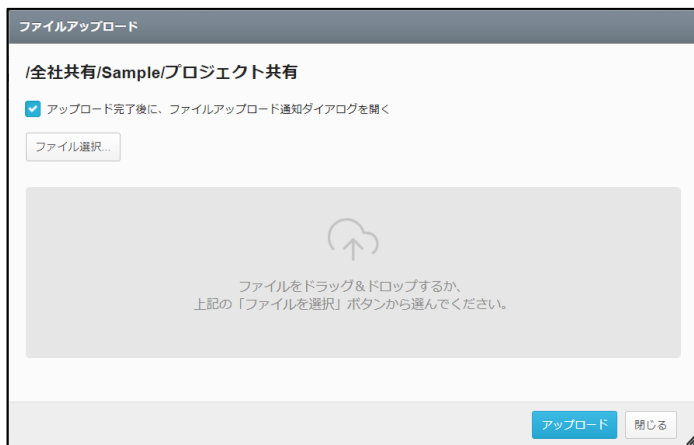 ファイルアップロード
/全社共有/Sample/プロジェクト共有
アップロード完了後に、ファイルアップロード通知ダイアログを開く
ファイル選択...
ファイルをドラッグ＆ドロップするか、
上記の「ファイルを選択」ボタンから選んでください。
アップロード
閉じる